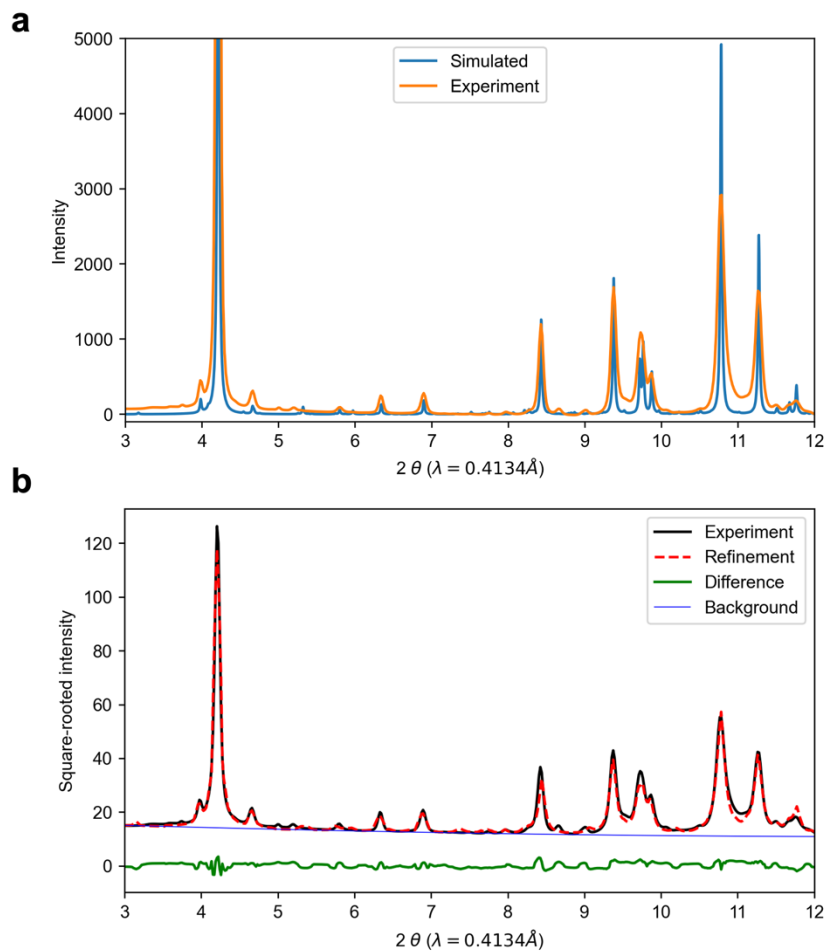 a
5000
4000
3000
2000
1000
0
Intensity
Simulated
Experiment
3 4 5 6 7 8 9 10 11 12
2 θ (λ = 0.4134Å)
b
120
100
80
60
40
20
0
Square-rooted intensity
Experiment
Refinement
Difference
Background
3 4 5 6 7 8 9 10 11 12
2 θ (λ = 0.4134Å)